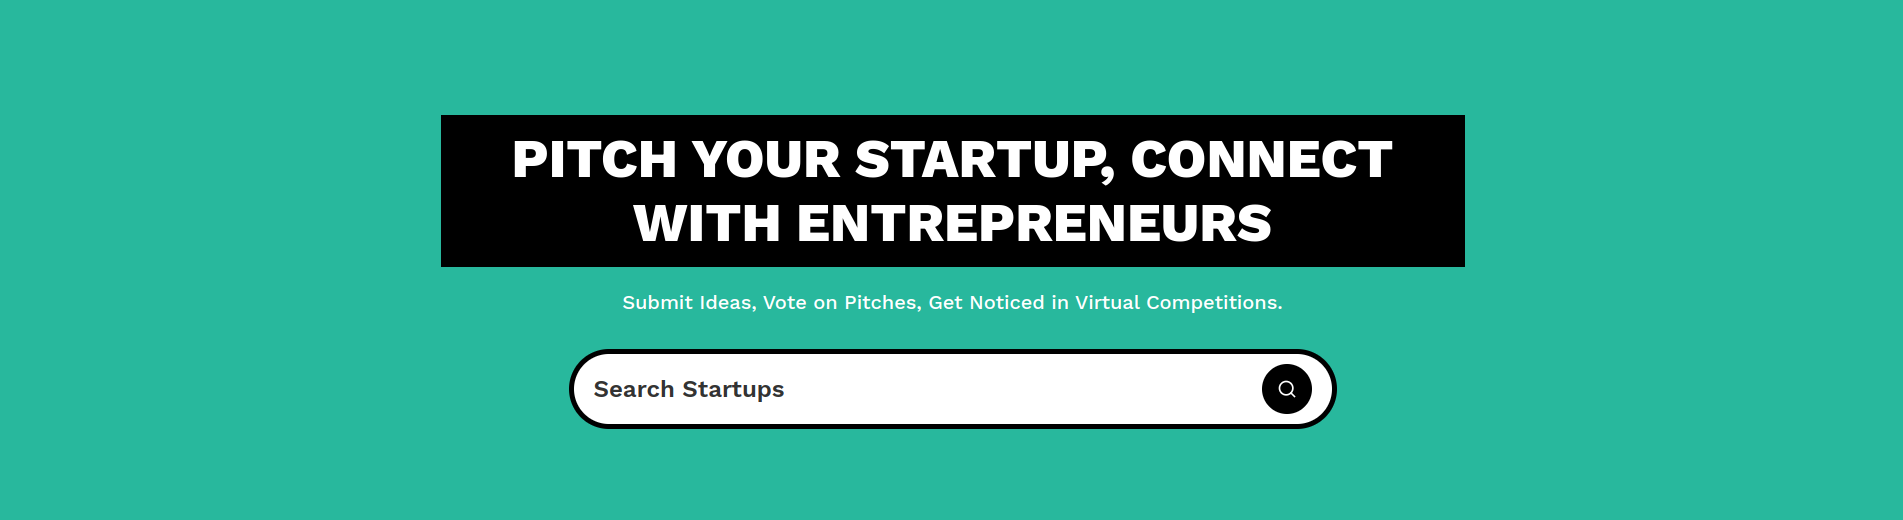 PITCH YOUR STARTUP, CONNECT
WITH ENTREPRENEURS
Submit Ideas, Vote on Pitches, Get Noticed in Virtual Competitions.
Search Startups